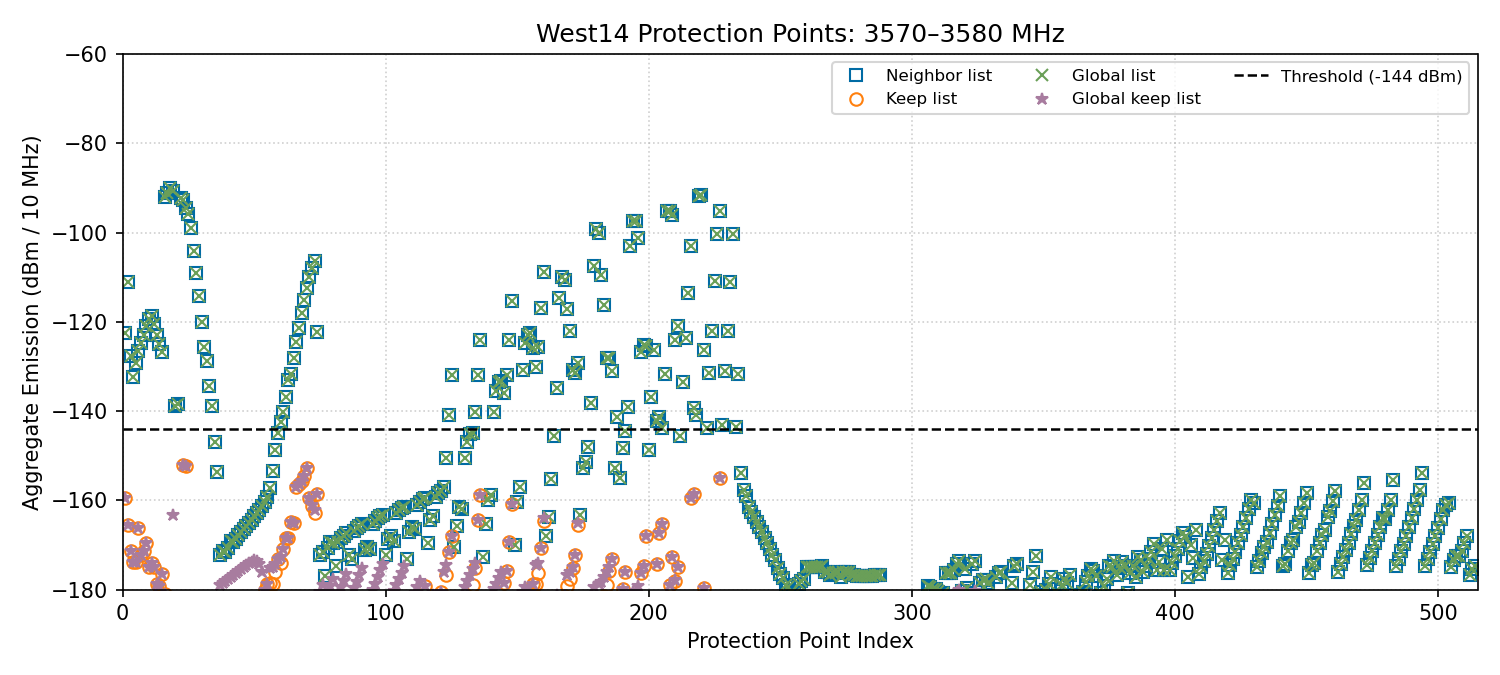 West14 Protection Points: 3570–3580 MHz
Neighbor list
Keep list
Global list
Global keep list
Threshold (-144 dBm)
Aggregate Emission (dBm / 10 MHz)
−60
−80
−100
−120
−140
−160
−180
0
100
200
300
400
500
Protection Point Index